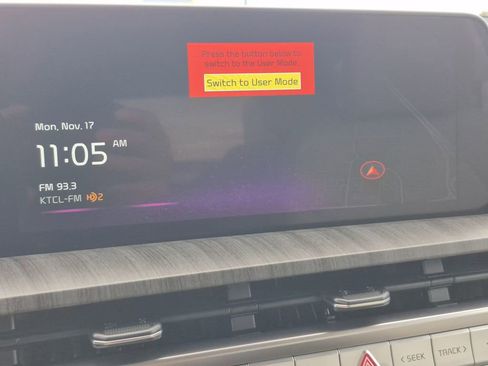 Press the button below to
switch to the User Mode.
Switch to User Mode
Mon, Nov. 17
11:05 AM
FM 93.3
KTCL-FM HD2
< SEEK
TRACK >